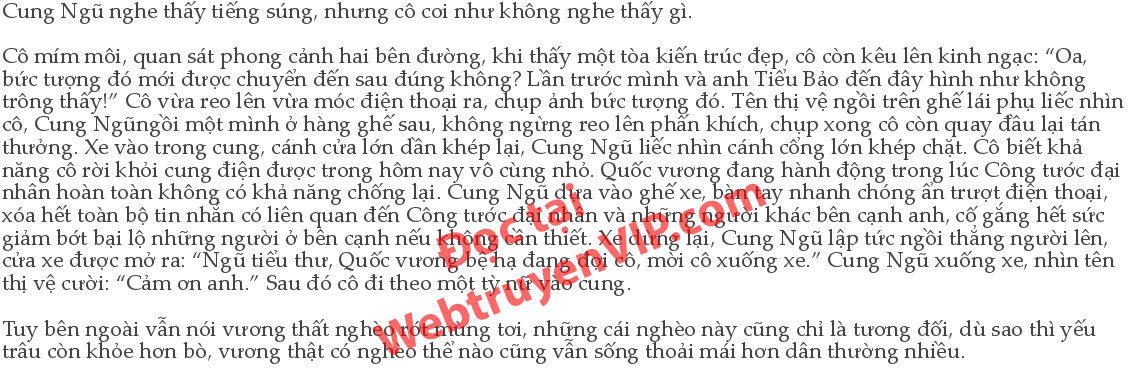 Cung Ngũ nghe thấy tiếng súng, nhưng cô coi như không nghe thấy gì.
Cô mím môi, quan sát phong cảnh hai bên đường, khi thấy một tòa kiến trúc đẹp, cô còn kêu lên kinh ngạc: “Oa,
bức tượng đó mới được chuyển đến sau đúng không? Lần trước mình và anh Tiểu Bảo đến đây hình như không
trông thấy!” Cô vừa reo lên vừa móc điện thoại ra, chụp ảnh bức tượng đó. Tên thị vệ ngồi trên ghế lái phụ liếc nhìn
cô, Cung Ngũngồi một mình ở hàng ghế sau, không ngừng reo lên phấn khích, chụp xong cô còn quay đầu lại tán
thưởng. Xe vào trong cung, cánh cửa lớn dần khép lại, Cung Ngũ liếc nhìn cánh cổng lớn khép chặt. Cô biết khả
năng cô rời khỏi cung điện được trong hôm nay vô cùng nhỏ. Quốc vương đang hành động trong lúc Công tước đại
nhân hoàn toàn không có khả năng chống lại. Cung Ngũ dựa vào ghế xe, bàn tay nhanh chóng ấn trượt điện thoại,
xóa hết toàn bộ tin nhắn có liên quan đến Công tước đại nhân và những người khác bên cạnh anh, cố gắng hết sức
giảm bớt bại lộ những người ở bên cạnh nếu không cần thiết. Xe dừng lại, Cung Ngũ lập tức ngồi thẳng người lên,
cửa xe được mở ra: “Ngũ tiểu thư, Quốc vương bệ hạ đang đợi cô, mời cô xuống xe.” Cung Ngũ xuống xe, nhìn tên
thị vệ cười: “Cảm ơn anh.” Sau đó cô đi theo một tỳ nữ vào cung.
Tuy bên ngoài vẫn nói vương thất nghèo rớt mùng tơi, những cái nghèo này cũng chỉ là tương đối, dù sao thì yếu
trâu còn khỏe hơn bò, vương thật có nghèo thế nào cũng vẫn sống thoải mái hơn dân thường nhiều.
Đọc tại
WebtruyenVIP.com